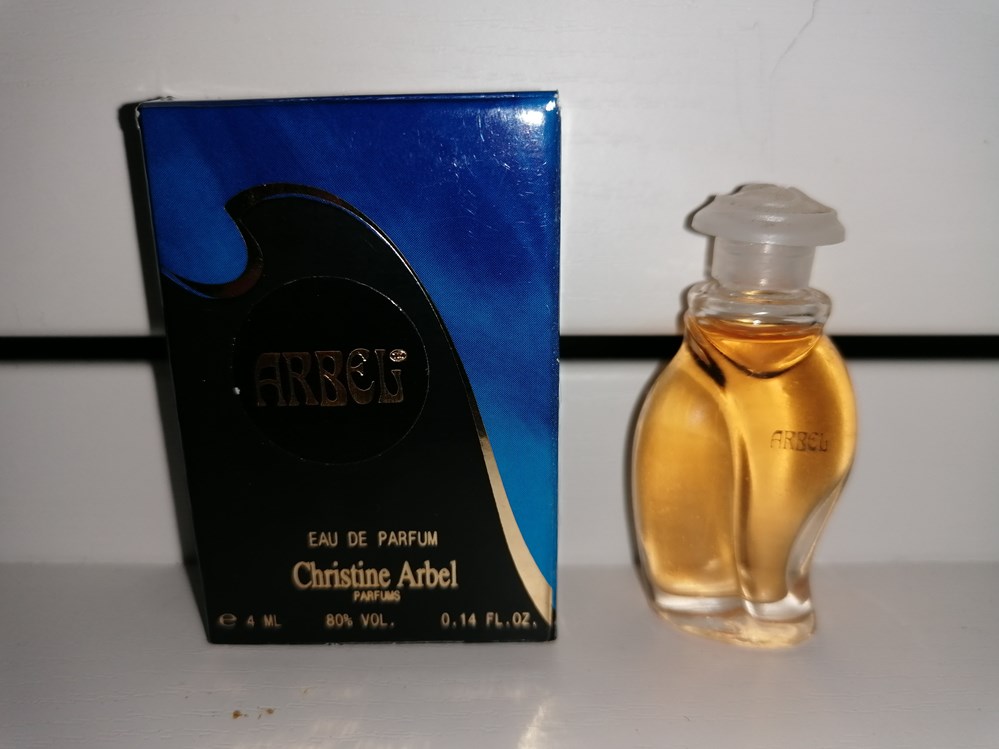 ARBEL
EAU DE PARFUM
Christine Arbel
PARFUMS
℮ 4 ML 80% VOL. 0.14 FL.OZ.
ARBEL